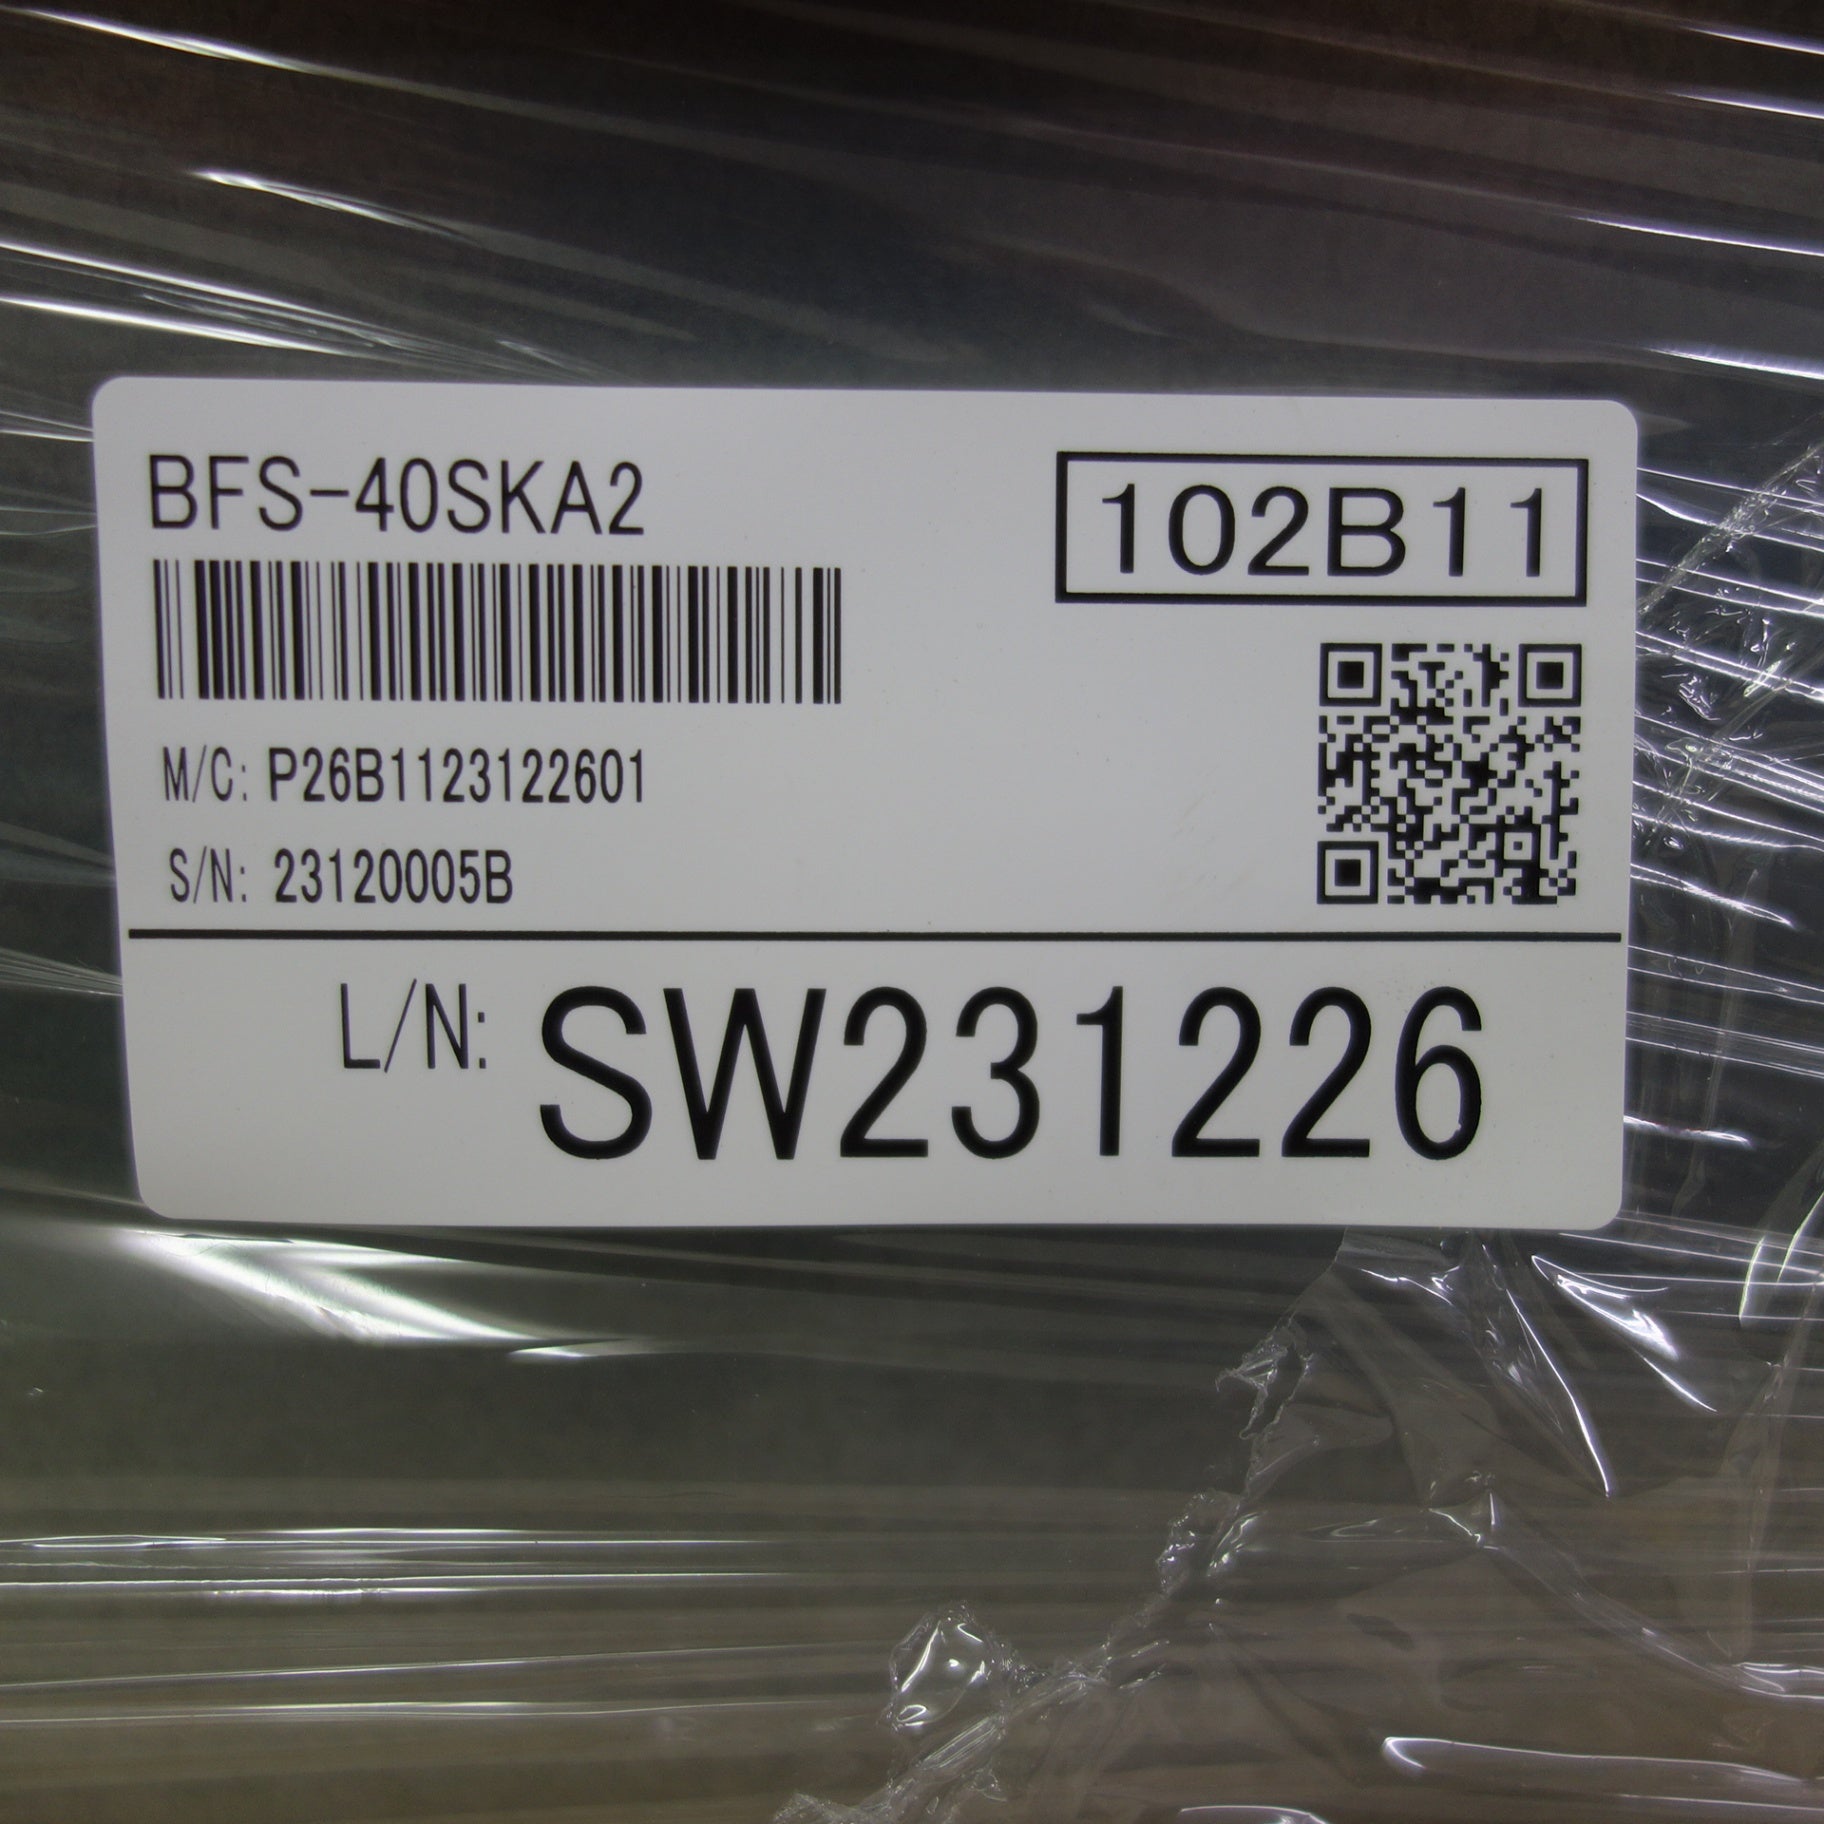 BFS-40SKA2
102B11
M/C: P26B1123122601
S/N: 23120005B
L/N: SW231226